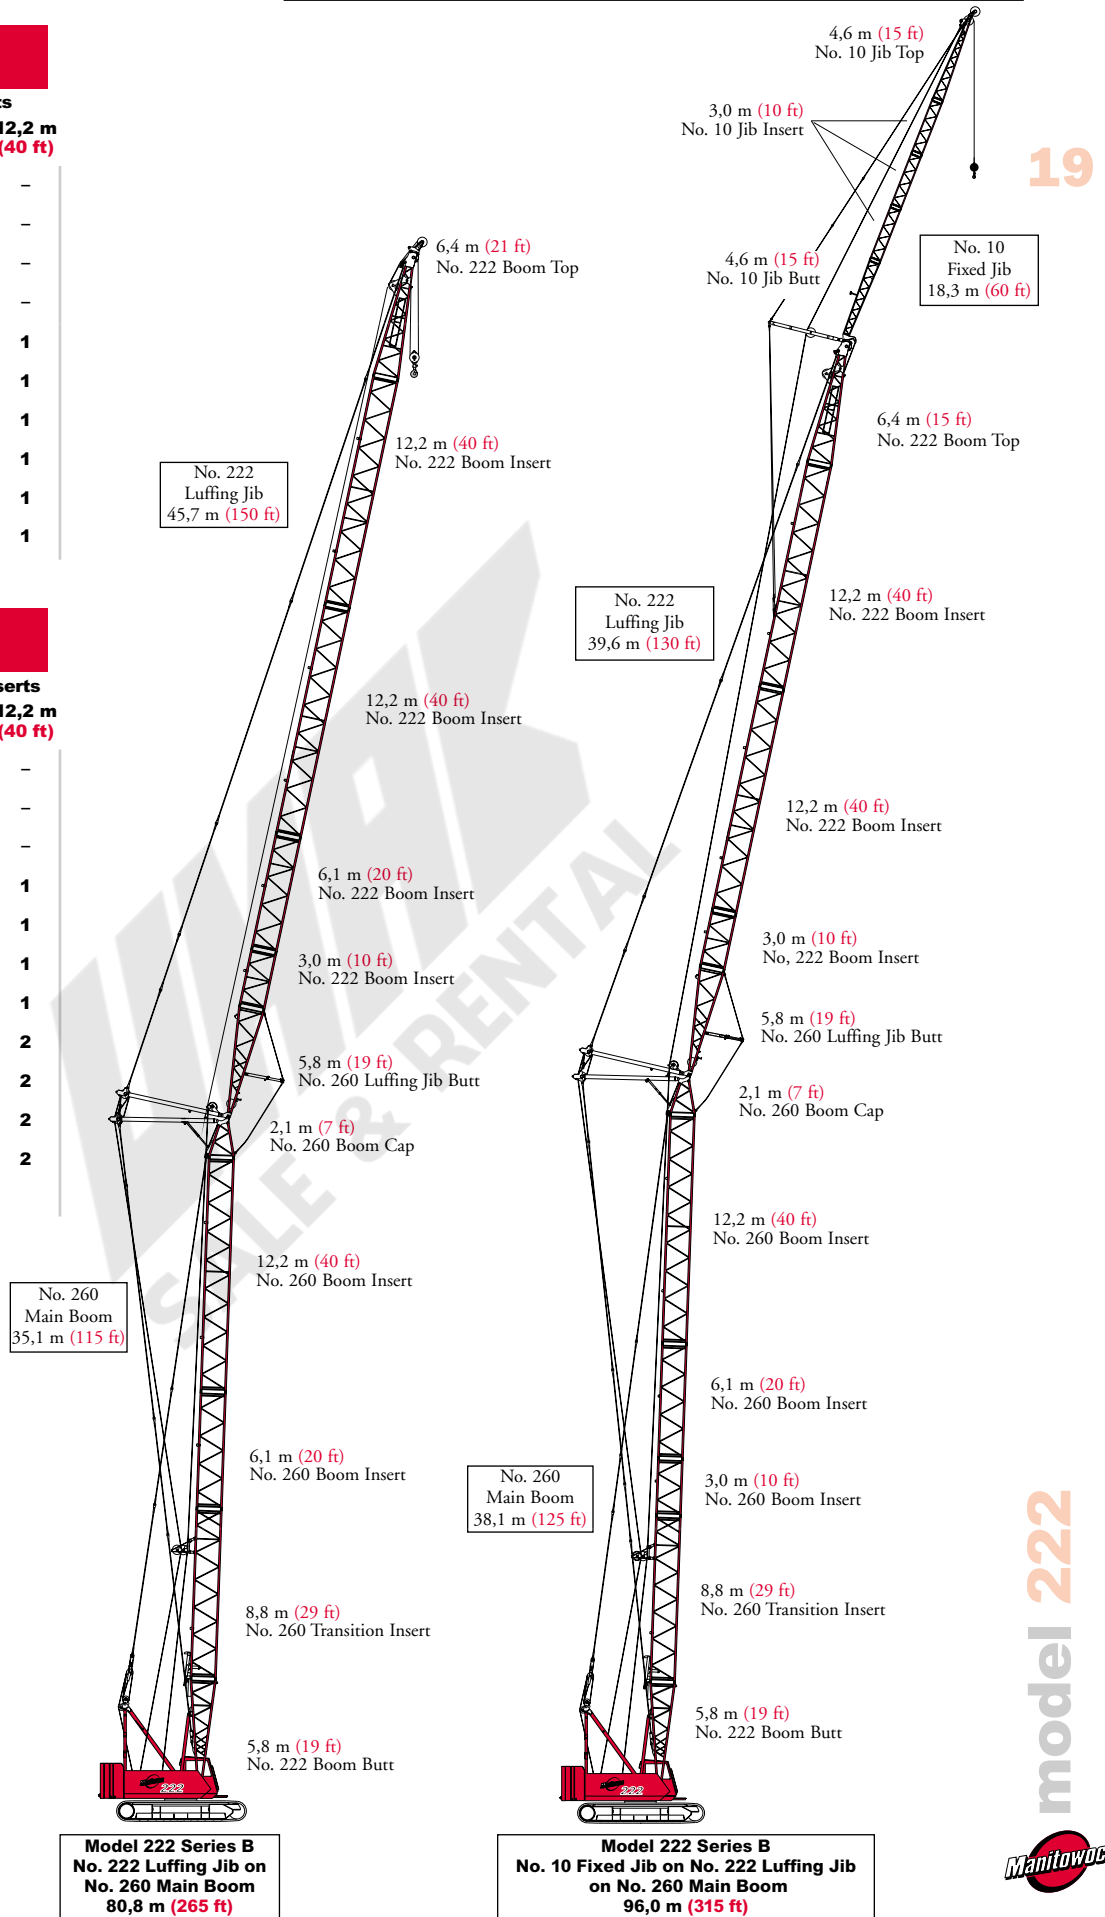 12,2 m
(40 ft)
–
–
–
–
1
1
1
1
1
1
12,2 m
(40 ft)
–
–
–
1
1
1
1
2
2
2
2
6,4 m (21 ft)
No. 222 Boom Top
12,2 m (40 ft)
No. 222 Boom Insert
No. 222
Luffing Jib
45,7 m (150 ft)
12,2 m (40 ft)
No. 222 Boom Insert
6,1 m (20 ft)
No. 222 Boom Insert
3,0 m (10 ft)
No. 222 Boom Insert
5,8 m (19 ft)
No. 260 Luffing Jib Butt
2,1 m (7 ft)
No. 260 Boom Cap
12,2 m (40 ft)
No. 260 Boom Insert
No. 260
Main Boom
35,1 m (115 ft)
6,1 m (20 ft)
No. 260 Boom Insert
8,8 m (29 ft)
No. 260 Transition Insert
5,8 m (19 ft)
No. 222 Boom Butt
Manitowoc
222
Model 222 Series B
No. 222 Luffing Jib on
No. 260 Main Boom
80,8 m (265 ft)
4,6 m (15 ft)
No. 10 Jib Top
3,0 m (10 ft)
No. 10 Jib Insert
4,6 m (15 ft)
No. 10 Jib Butt
No. 10
Fixed Jib
18,3 m (60 ft)
6,4 m (15 ft)
No. 222 Boom Top
12,2 m (40 ft)
No. 222 Boom Insert
No. 222
Luffing Jib
39,6 m (130 ft)
12,2 m (40 ft)
No. 222 Boom Insert
3,0 m (10 ft)
No, 222 Boom Insert
5,8 m (19 ft)
No. 260 Luffing Jib Butt
2,1 m (7 ft)
No. 260 Boom Cap
12,2 m (40 ft)
No. 260 Boom Insert
6,1 m (20 ft)
No. 260 Boom Insert
No. 260
Main Boom
38,1 m (125 ft)
3,0 m (10 ft)
No. 260 Boom Insert
8,8 m (29 ft)
No. 260 Transition Insert
5,8 m (19 ft)
No. 222 Boom Butt
Manitowoc
222
Model 222 Series B
No. 10 Fixed Jib on No. 222 Luffing Jib
on No. 260 Main Boom
96,0 m (315 ft)
19
model 222
Manitowoc
SALE & RENTAL